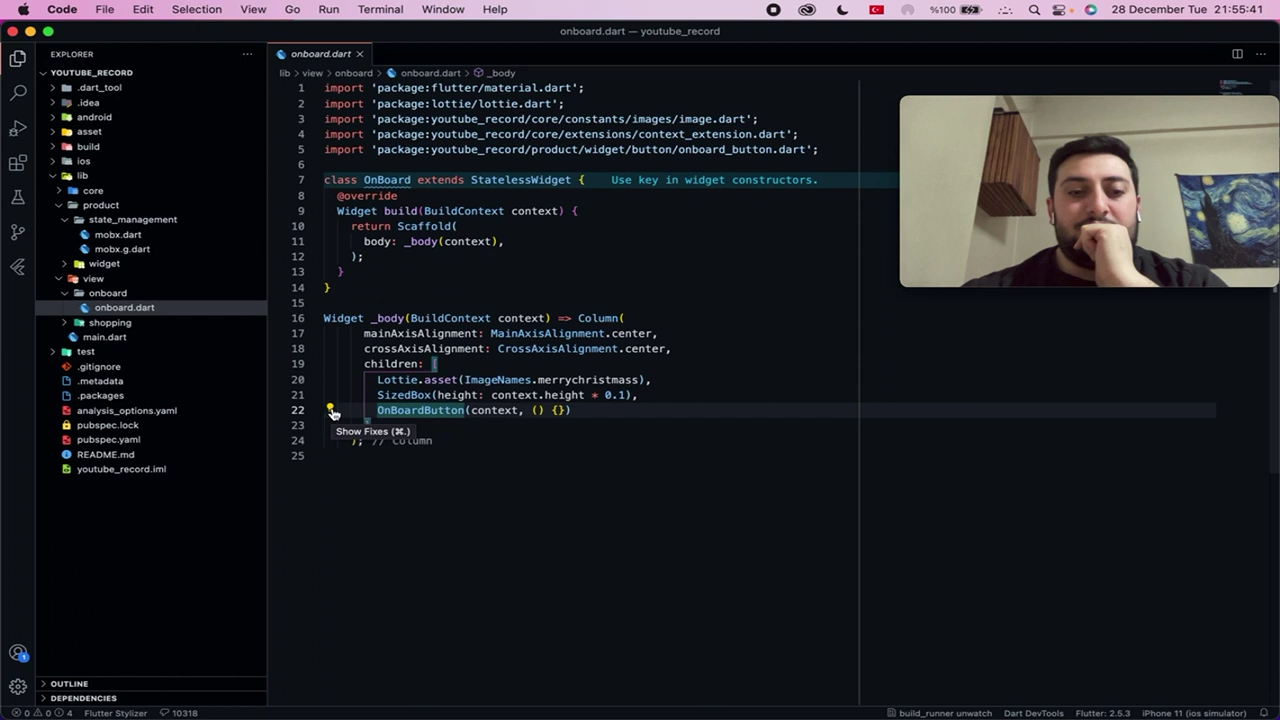 Code File Edit Selection View Go Run Terminal Window Help %100 28 December Tue 21:55:41
onboard.dart — youtube_record
EXPLORER
onboard.dart
YOUTUBE_RECORD
lib view onboard onboard.dart _body
.dart_tool
.idea
android
asset
build
ios
lib
core
product
state_management
mobx.dart
mobx.g.dart
widget
view
onboard
onboard.dart
shopping
main.dart
test
.gitignore
.metadata
.packages
analysis_options.yaml
pubspec.lock
pubspec.yaml
README.md
youtube_record.iml
OUTLINE
DEPENDENCIES
1 import 'package:flutter/material.dart';
2 import 'package:lottie/lottie.dart';
3 import 'package:youtube_record/core/constants/images/image.dart';
4 import 'package:youtube_record/core/extensions/context_extension.dart';
5 import 'package:youtube_record/product/widget/button/onboard_button.dart';
6
7 class OnBoard extends StatelessWidget { Use key in widget constructors.
8 @override
9 Widget build(BuildContext context) {
10 return Scaffold(
11 body: _body(context),
12 );
13 }
14 }
15
16 Widget _body(BuildContext context) => Column(
17 mainAxisAlignment: MainAxisAlignment.center,
18 crossAxisAlignment: CrossAxisAlignment.center,
19 children: [
20 Lottie.asset(ImageNames.merrychristmass),
21 SizedBox(height: context.height * 0.1),
22 OnBoardButton(context, () {})
23
Show Fixes (⌘.)
24 ); // Column
25
1
0 0 4 Flutter Stylizer 10318 build_runner unwatch Dart DevTools Flutter: 2.5.3 iPhone 11 (ios simulator)